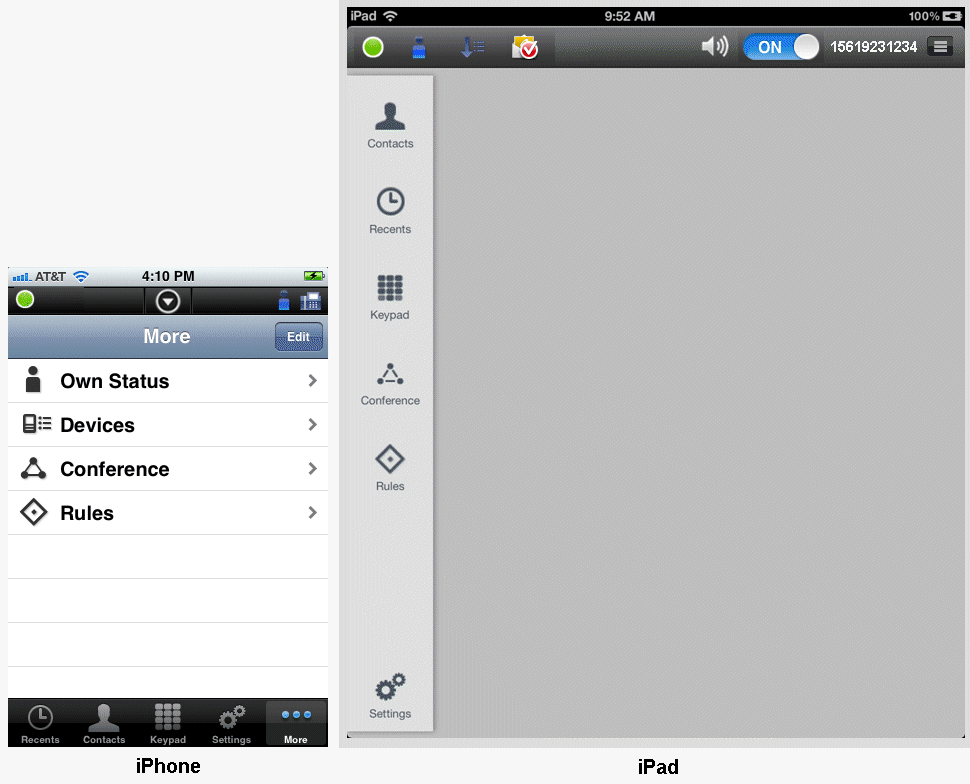 iPad 9:52 AM 100%
ON 15619231234
Contacts
Recents
Keypad
Conference
Rules
Settings
AT&T 4:10 PM
More Edit
Own Status
Devices
Conference
Rules
Recents Contacts Keypad Settings More
iPhone
iPad